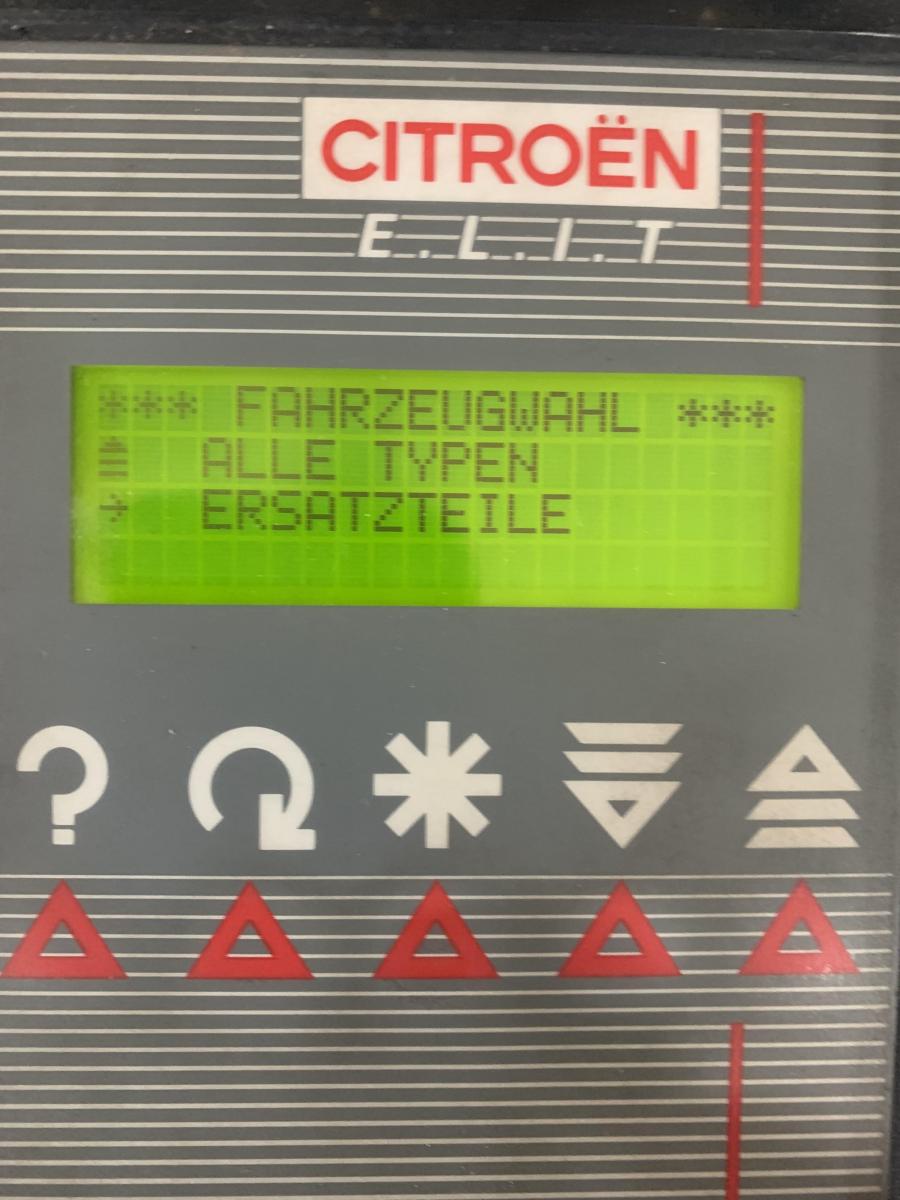 CITROËN
E.L.I.T
*** FAHRZEUGWAHL ***
ALLE TYPEN
→ ERSATZTEILE
?